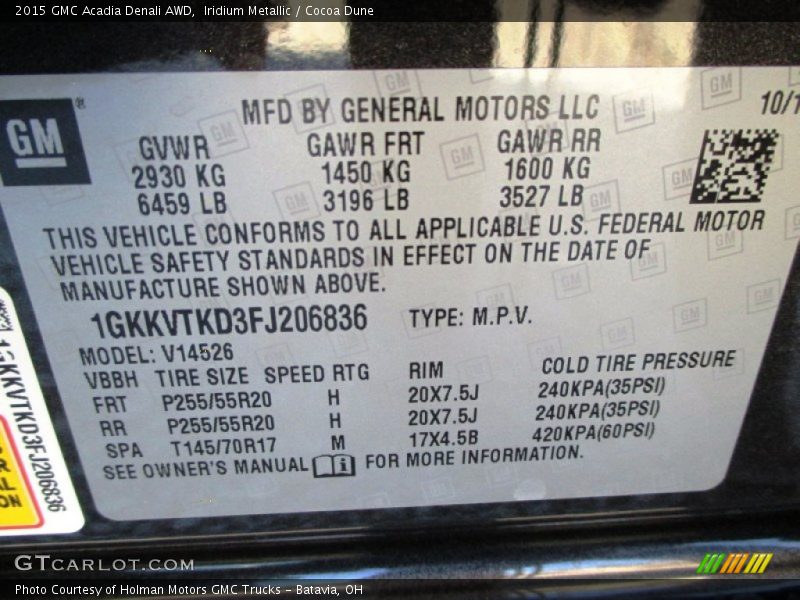 2015 GMC Acadia Denali AWD, Iridium Metallic / Cocoa Dune
GM ®
MFD BY GENERAL MOTORS LLC 10/1
GVWR GAWR FRT GAWR RR
2930 KG 1450 KG 1600 KG
6459 LB 3196 LB 3527 LB
THIS VEHICLE CONFORMS TO ALL APPLICABLE U.S. FEDERAL MOTOR
VEHICLE SAFETY STANDARDS IN EFFECT ON THE DATE OF
MANUFACTURE SHOWN ABOVE.
1GKKVTKD3FJ206836 TYPE: M.P.V.
MODEL: V14526
VBBH TIRE SIZE SPEED RTG RIM COLD TIRE PRESSURE
FRT P255/55R20 H 20X7.5J 240KPA(35PSI)
RR P255/55R20 H 20X7.5J 240KPA(35PSI)
SPA T145/70R17 M 17X4.5B 420KPA(60PSI)
SEE OWNER'S MANUAL i FOR MORE INFORMATION.
1GKKVTKD3FJ206836
GTCARLOT.COM
Photo Courtesy of Holman Motors GMC Trucks - Batavia, OH